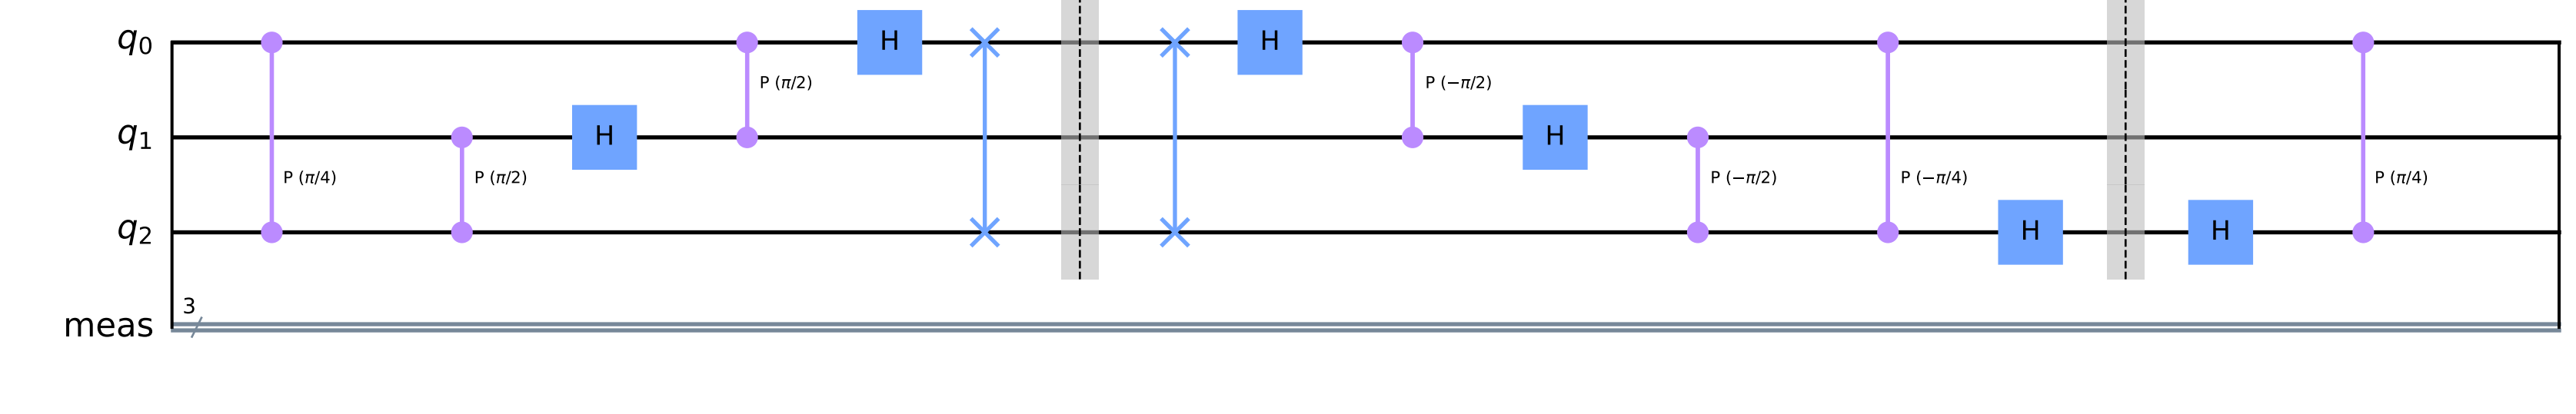 q0 H H
P (π/2) P (−π/2)
q1 H H
P (π/4) P (π/2) P (−π/2) P (−π/4) P (π/4)
q2 H H
3
meas